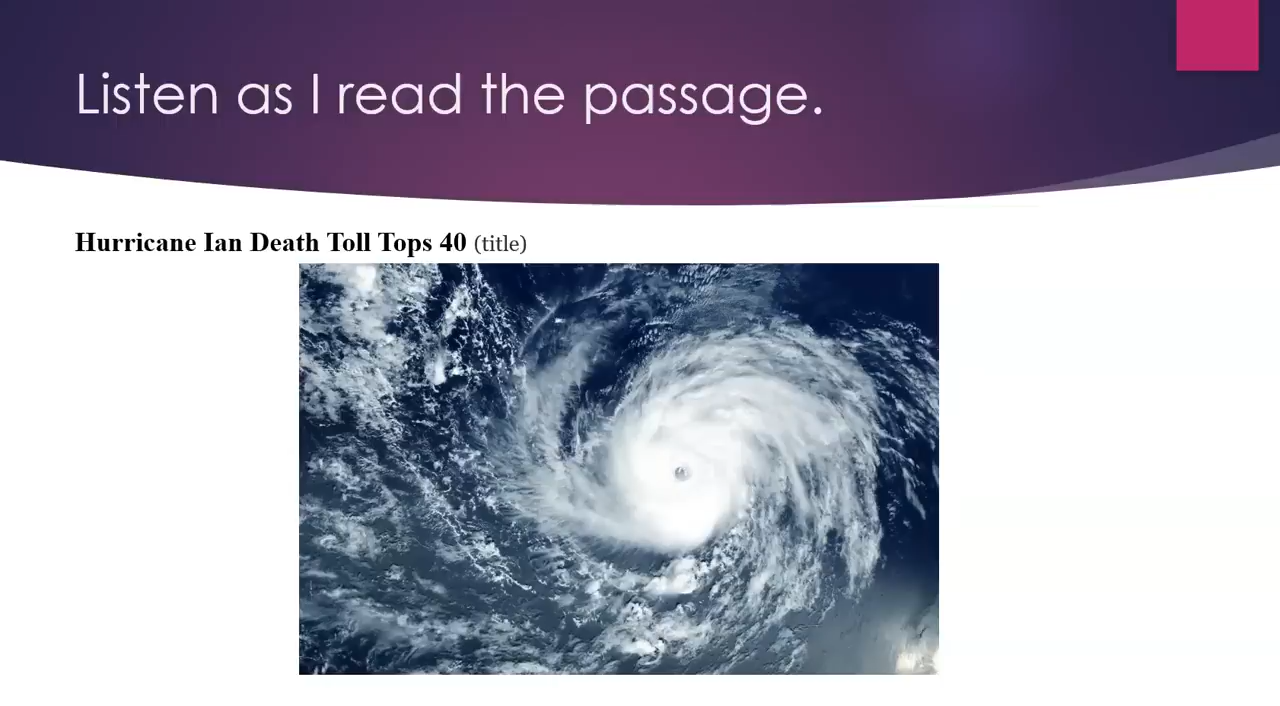 Listen as I read the passage.
Hurricane Ian Death Toll Tops 40 (title)